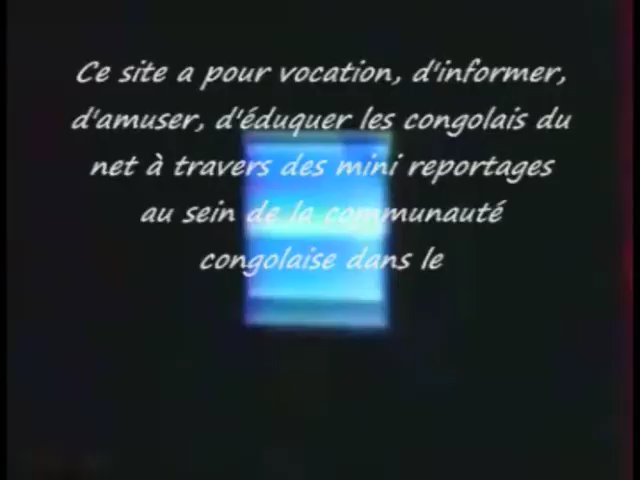 Ce site a pour vocation, d'informer,
d'amuser, d'éduquer les congolais du
net à travers des mini reportages
au sein de la communauté
congolaise dans le